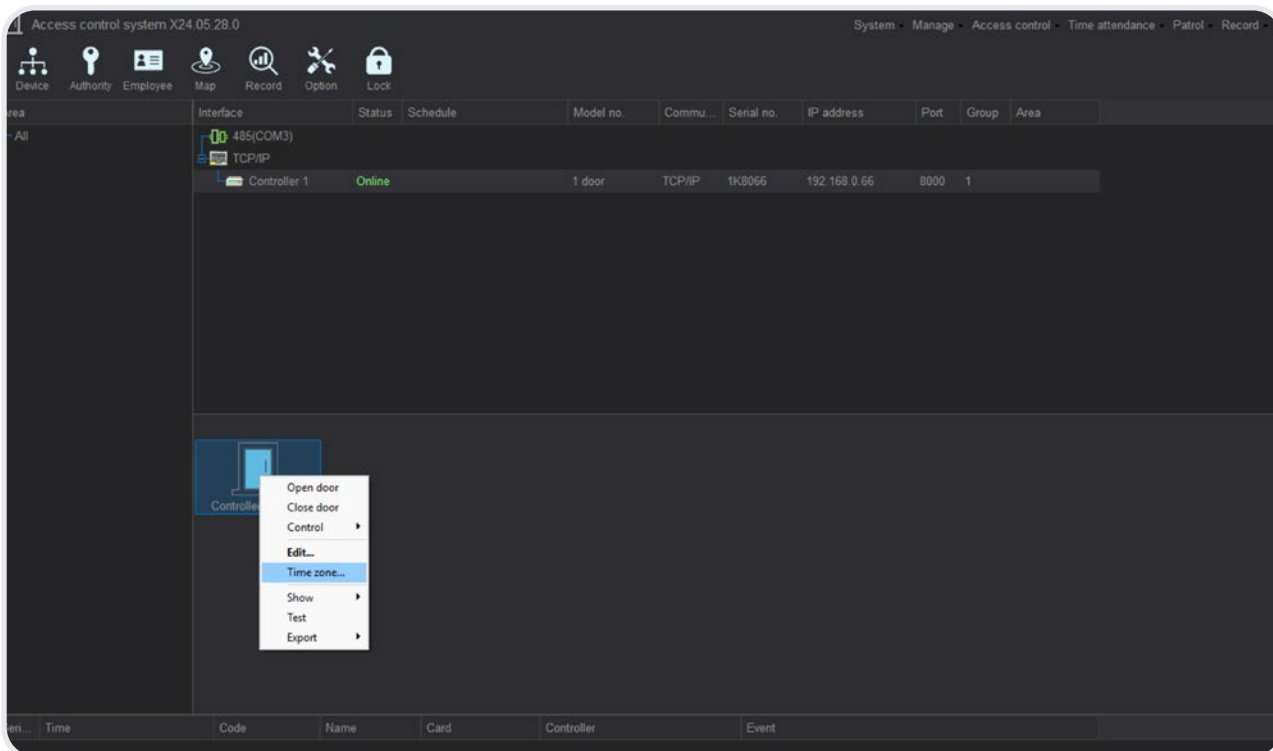 Access control system X24.05.28.0
System Manage Access control Time attendance Patrol Record
Device Authority Employee Map Record Option Lock
Interface Status Schedule Model no. Commu... Serial no. IP address Port Group Area
All
485(COM3)
TCP/IP
Controller 1 Online 1 door TCP/IP 1K8066 192.168.0.66 8000 1
Open door
Close door
Control
Edit...
Time zone...
Show
Test
Export
Time Code Name Card Controller Event